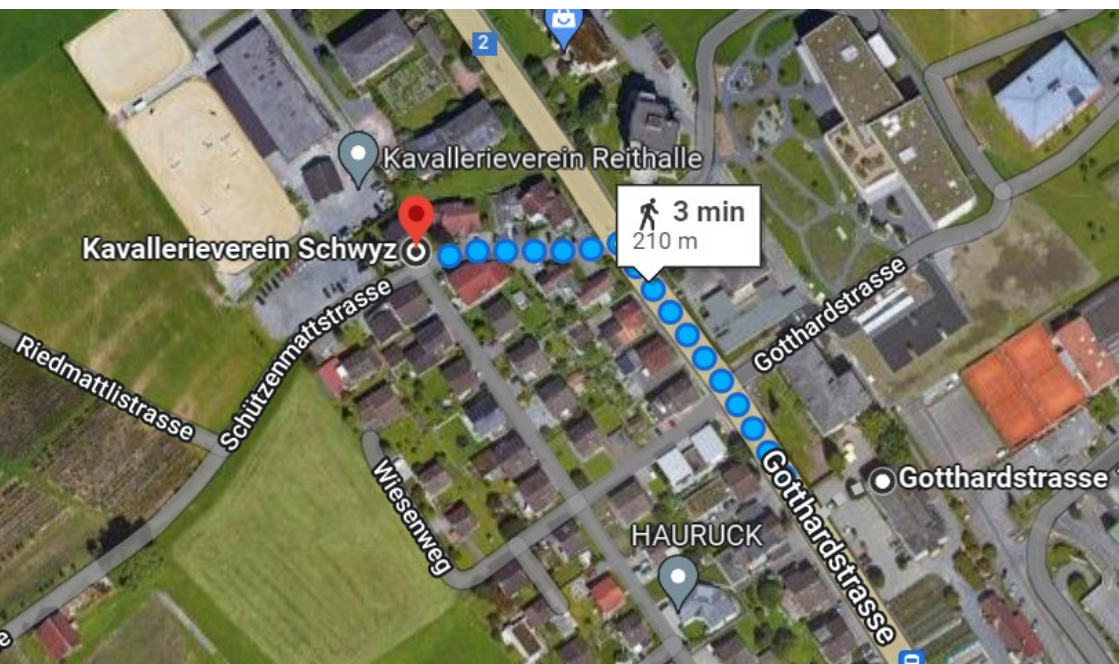 2
Kavallerieverein Reithalle
3 min
210 m
Kavallerieverein Schwyz
Schützenmattstrasse
Gotthardstrasse
Riedmattlistrasse
Wiesenweg
Gotthardstrasse
Gotthardstrasse
HAURUCK